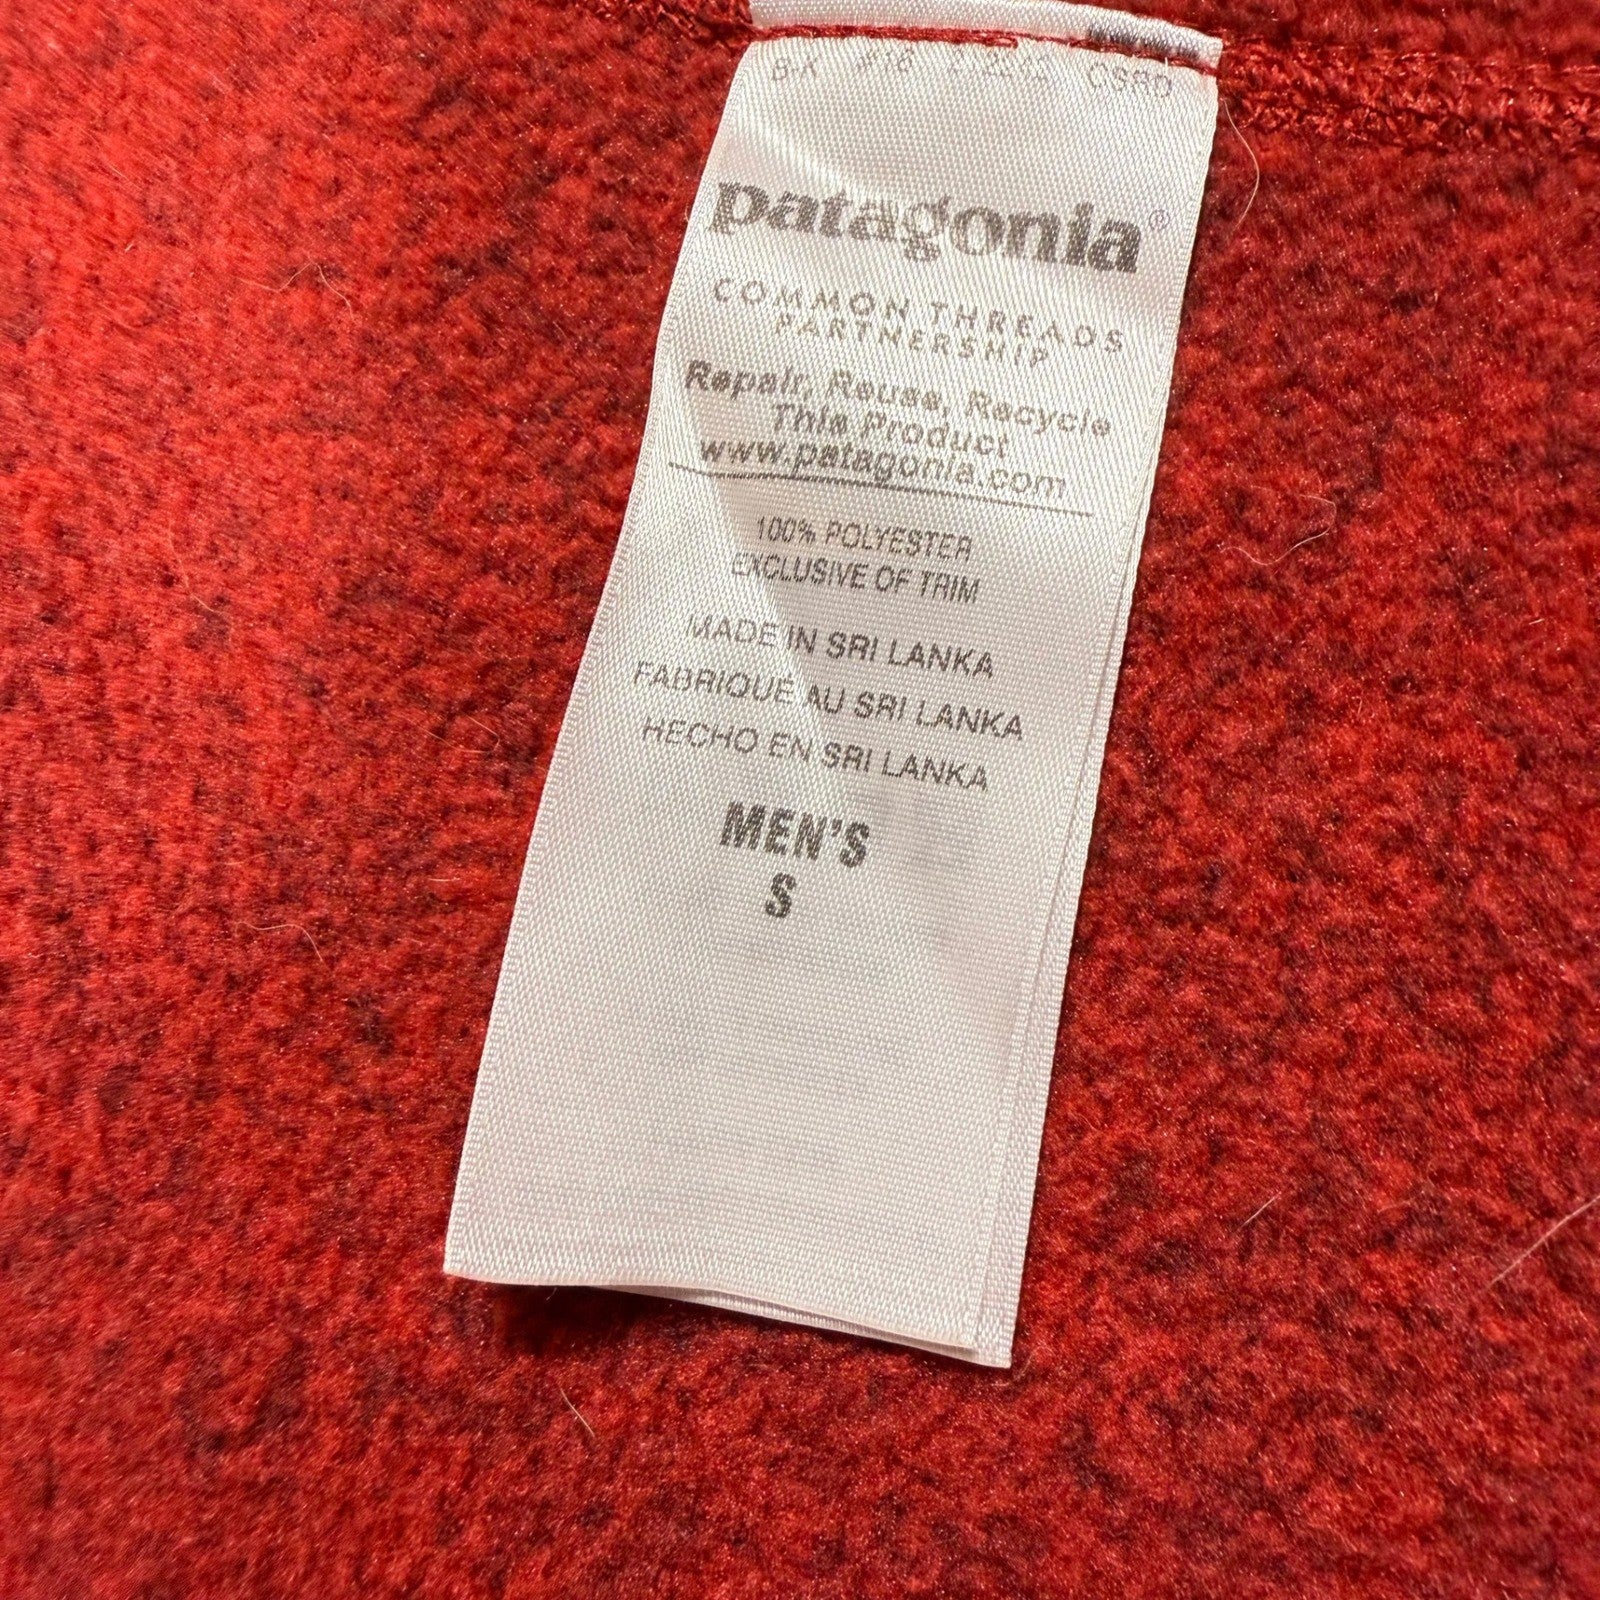 patagonia®
COMMON THREADS
PARTNERSHIP
Repair, Reuse, Recycle
This Product
www.patagonia.com
100% POLYESTER
EXCLUSIVE OF TRIM
MADE IN SRI LANKA
FABRIQUÉ AU SRI LANKA
HECHO EN SRI LANKA
MEN'S
S